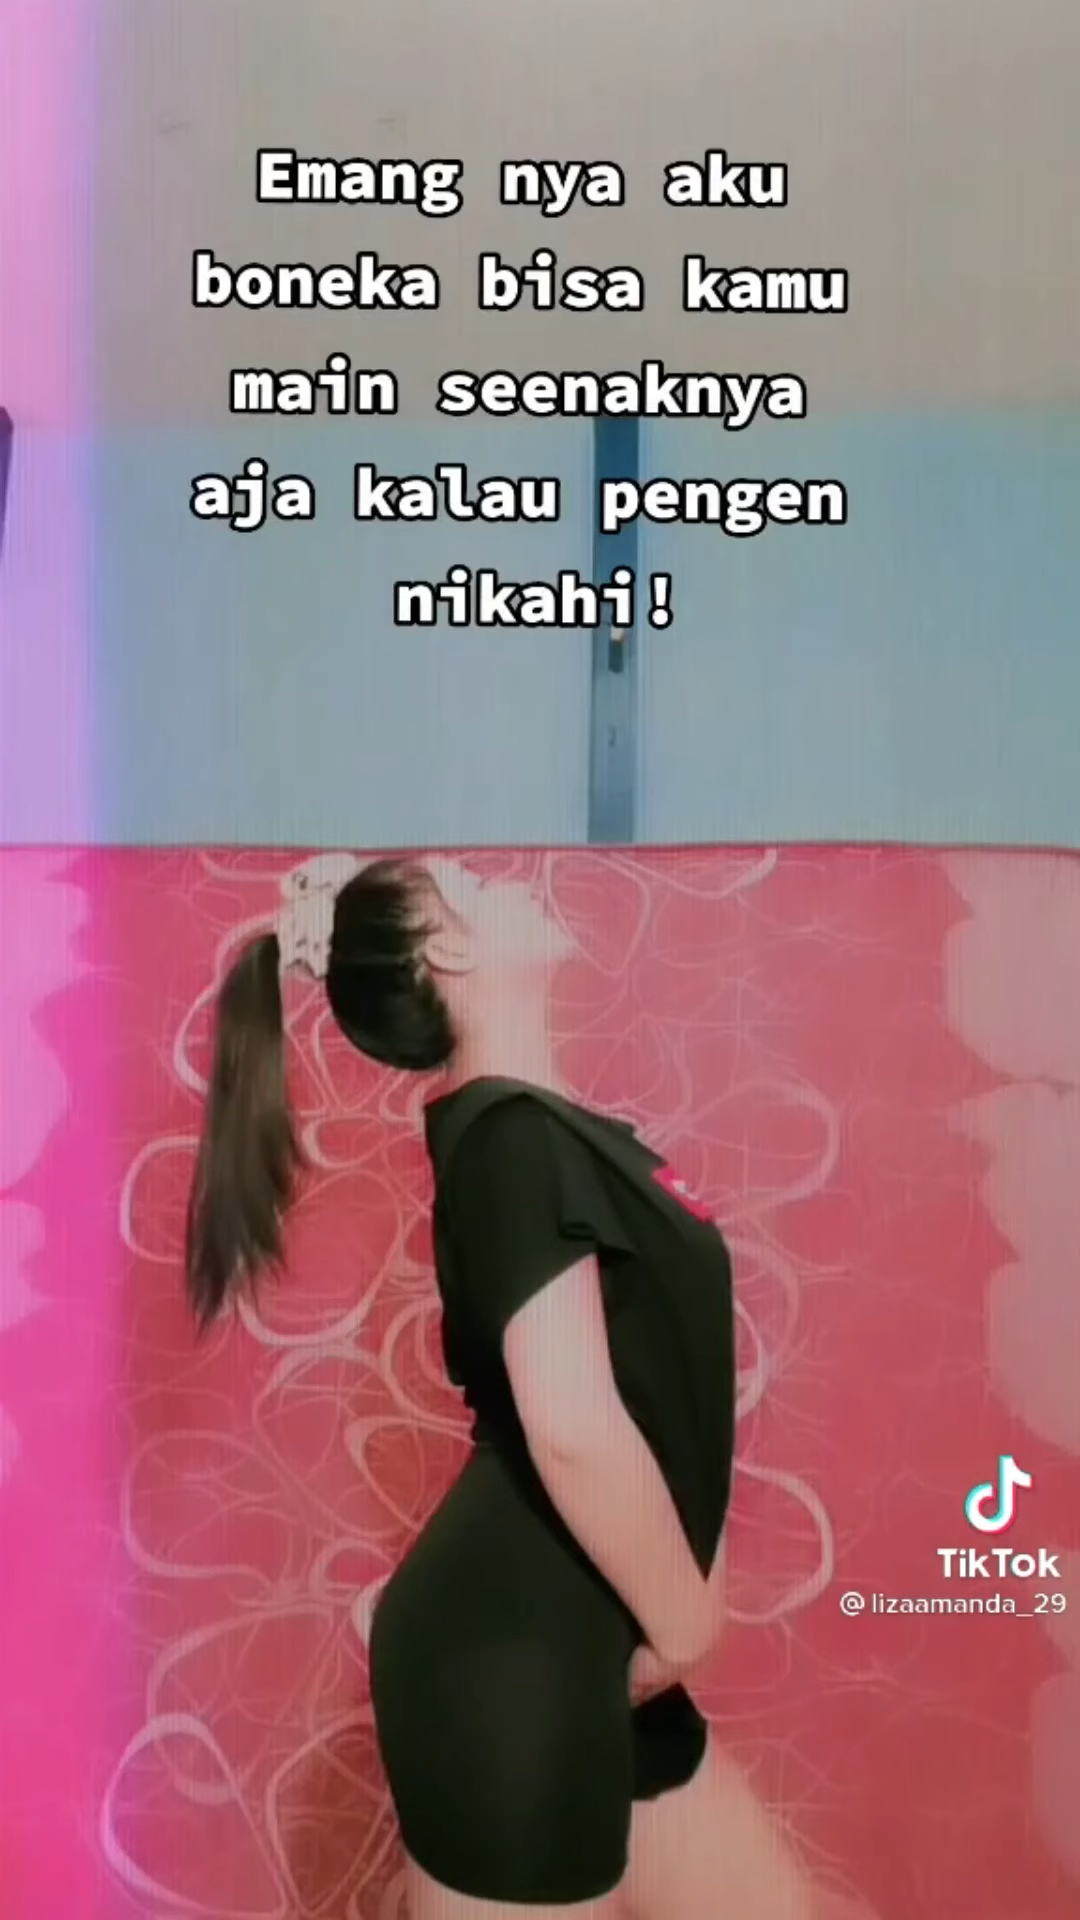 Emang nya aku
boneka bisa kamu
main seenaknya
aja kalau pengen
nikahi!
TikTok
@lizaamanda_29